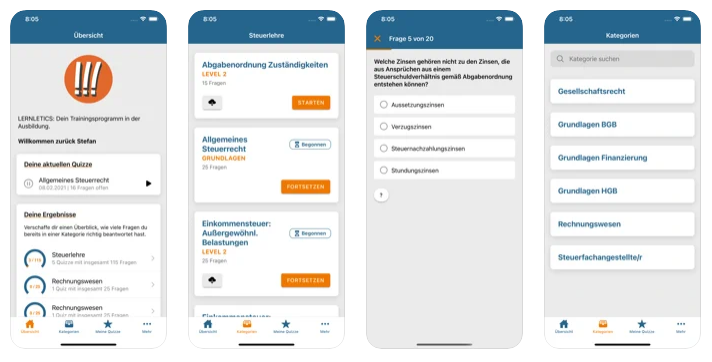 8:05
Übersicht
LERNLETICS: Dein Trainingsprogramm in der
Ausbildung.
Willkommen zurück Stefan
Deine aktuellen Quizze
Allgemeines Steuerrecht
08.02.2021 | 16 Fragen offen
Deine Ergebnisse
Verschaffe dir einen Überblick, wie viele Fragen du
bereits in einer Kategorie richtig beantwortet hast.
Steuerlehre
5 Quizze mit insgesamt 115 Fragen
Rechnungswesen
1 Quiz mit insgesamt 25 Fragen
Rechnungswesen
1 Quiz mit insgesamt 26 Fragen
Übersicht
Kategorien
Meine Quizze
Mehr
8:05
Steuerlehre
Abgabenordnung Zuständigkeiten
LEVEL 2
15 Fragen
STARTEN
Allgemeines
Steuerrecht
Begonnen
GRUNDLAGEN
25 Fragen
FORTSETZEN
Einkommensteuer:
Außergewöhnl.
Belastungen
Begonnen
LEVEL 2
25 Fragen
FORTSETZEN
Übersicht
Kategorien
Meine Quizze
Mehr
8:05
Frage 5 von 20
Welche Zinsen gehören nicht zu den Zinsen, die
aus Ansprüchen aus einem
Steuerschuldverhältnis gemäß Abgabenordnung
entstehen können?
Aussetzungszinsen
Verzugszinsen
Steuernachzahlungszinsen
Stundungszinsen
?
8:05
Kategorien
Kategorie suchen
Gesellschaftsrecht
Grundlagen BGB
Grundlagen Finanzierung
Grundlagen HGB
Rechnungswesen
Steuerfachangestellte/r
Übersicht
Kategorien
Meine Quizze
Mehr